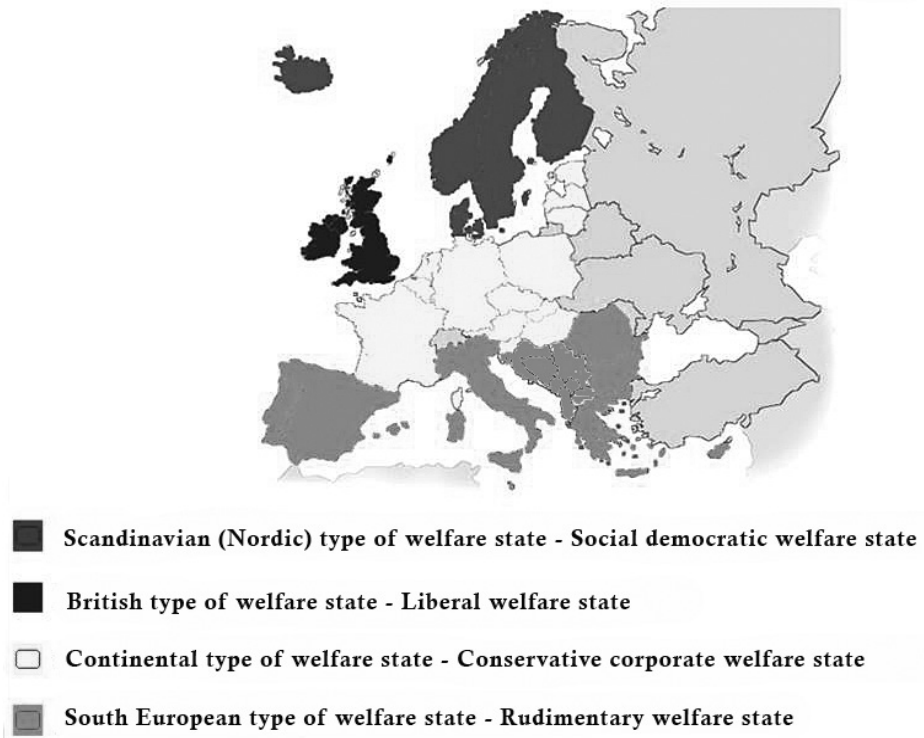 Scandinavian (Nordic) type of welfare state - Social democratic welfare state
British type of welfare state - Liberal welfare state
Continental type of welfare state - Conservative corporate welfare state
South European type of welfare state - Rudimentary welfare state